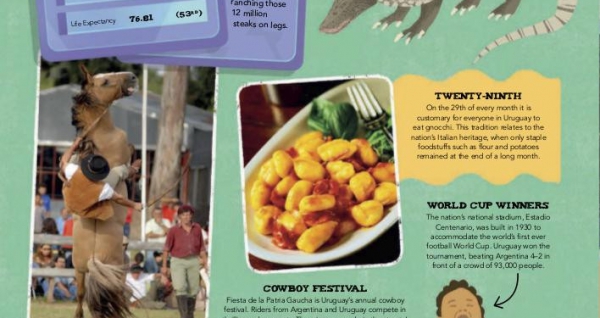 ranching those
12 million
steaks on legs.
Life Expectancy 76.81 (53RD)
TWENTY-NINTH
On the 29th of every month it is
customary for everyone in Uruguay to
eat gnocchi. This tradition relates to the
nation's Italian heritage, when only staple
foodstuffs such as flour and potatoes
remained at the end of a long month.
WORLD CUP WINNERS
The nation's national stadium, Estadio
Centenario, was built in 1930 to
accommodate the world's first ever
football World Cup. Uruguay won the
tournament, beating Argentina 4–2 in
front of a crowd of 93,000 people.
COWBOY FESTIVAL
Fiesta de la Patria Gaucha is Uruguay's annual cowboy
festival. Riders from Argentina and Uruguay compete in